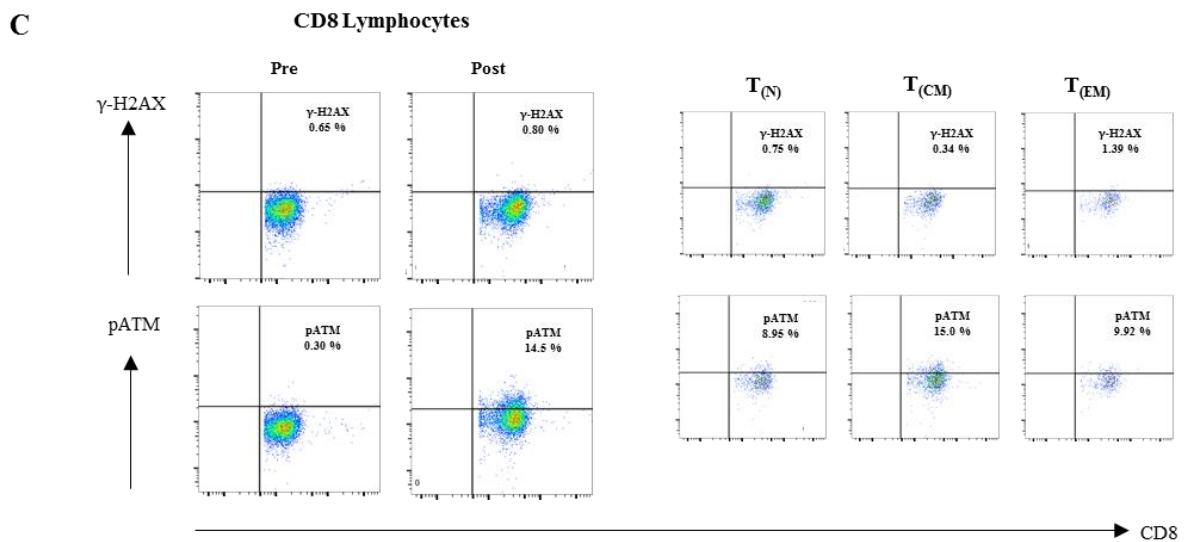 C
CD8 Lymphocytes
Pre
Post
T(N)
T(CM)
T(EM)
γ-H2AX
γ-H2AX
0.65 %
γ-H2AX
0.80 %
γ-H2AX
0.75 %
γ-H2AX
0.34 %
γ-H2AX
1.39 %
pATM
pATM
0.30 %
pATM
14.5 %
pATM
8.95 %
pATM
15.0 %
pATM
9.92 %
0
CD8